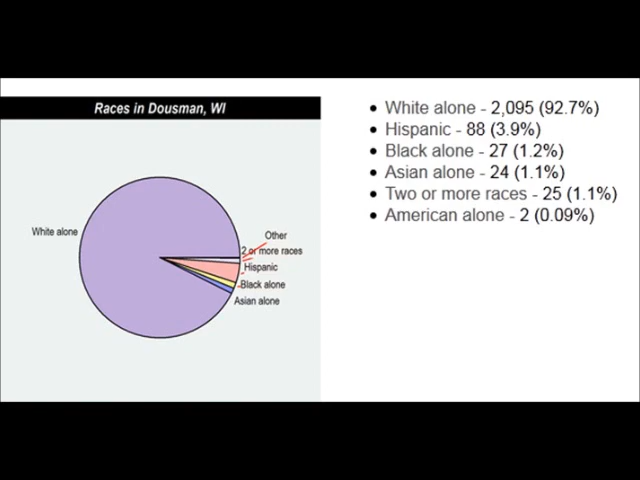 Races in Dousman, WI
White alone
Other
2 or more races
Hispanic
Black alone
Asian alone
• White alone - 2,095 (92.7%)
• Hispanic - 88 (3.9%)
• Black alone - 27 (1.2%)
• Asian alone - 24 (1.1%)
• Two or more races - 25 (1.1%)
• American alone - 2 (0.09%)